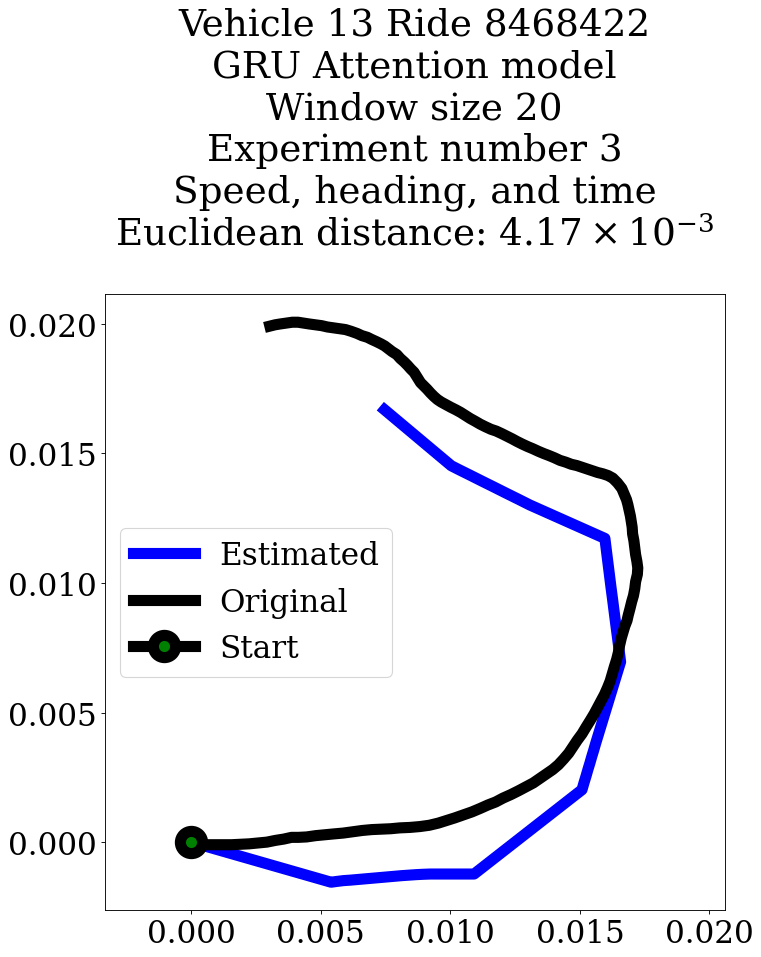 Vehicle 13 Ride 8468422
GRU Attention model
Window size 20
Experiment number 3
Speed, heading, and time
Euclidean distance: 4.17 × 10⁻³
0.020
0.015
0.010
0.005
0.000
Estimated
Original
Start
0.000 0.005 0.010 0.015 0.020